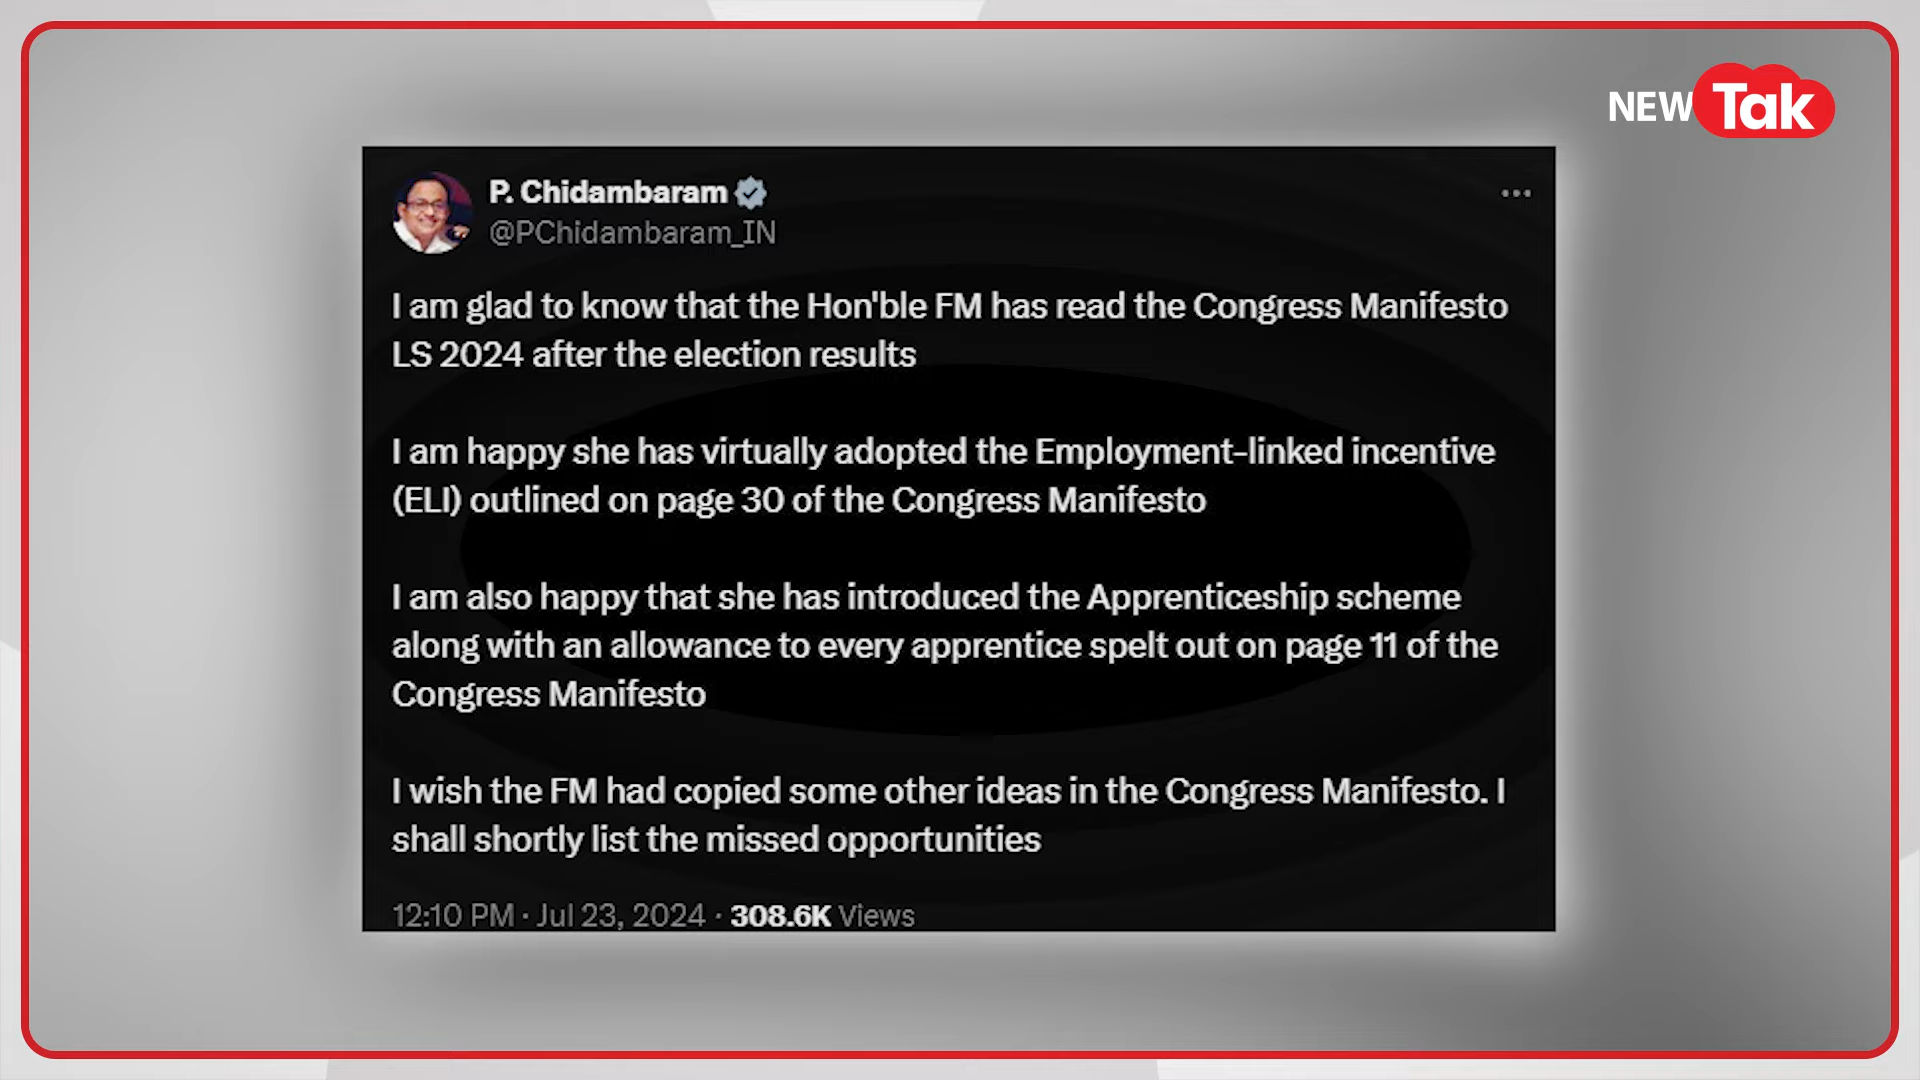 NEW Tak
P. Chidambaram
@PChidambaram_IN
I am glad to know that the Hon'ble FM has read the Congress Manifesto
LS 2024 after the election results
I am happy she has virtually adopted the Employment-linked incentive
(ELI) outlined on page 30 of the Congress Manifesto
I am also happy that she has introduced the Apprenticeship scheme
along with an allowance to every apprentice spelt out on page 11 of the
Congress Manifesto
I wish the FM had copied some other ideas in the Congress Manifesto. I
shall shortly list the missed opportunities
12:10 PM · Jul 23, 2024 · 308.6K Views